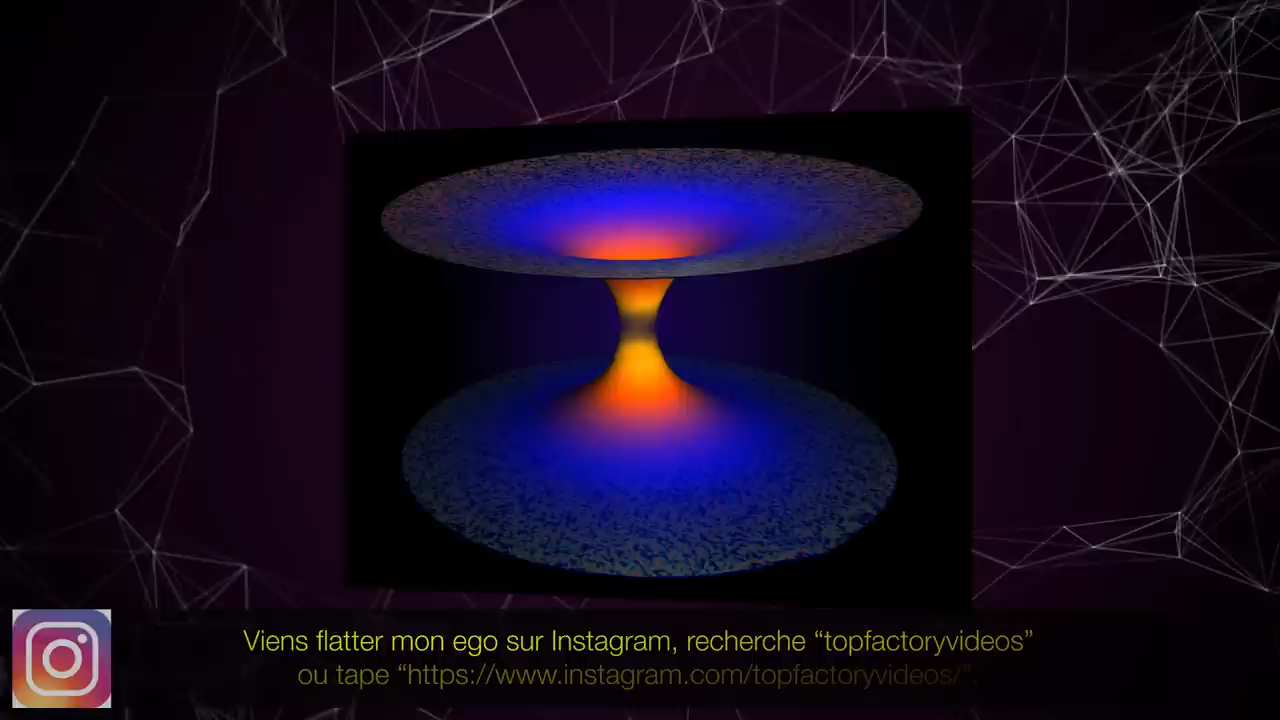 Viens flatter mon ego sur Instagram, recherche “topfactoryvideos”
ou tape “https://www.instagram.com/topfactoryvideos/”.